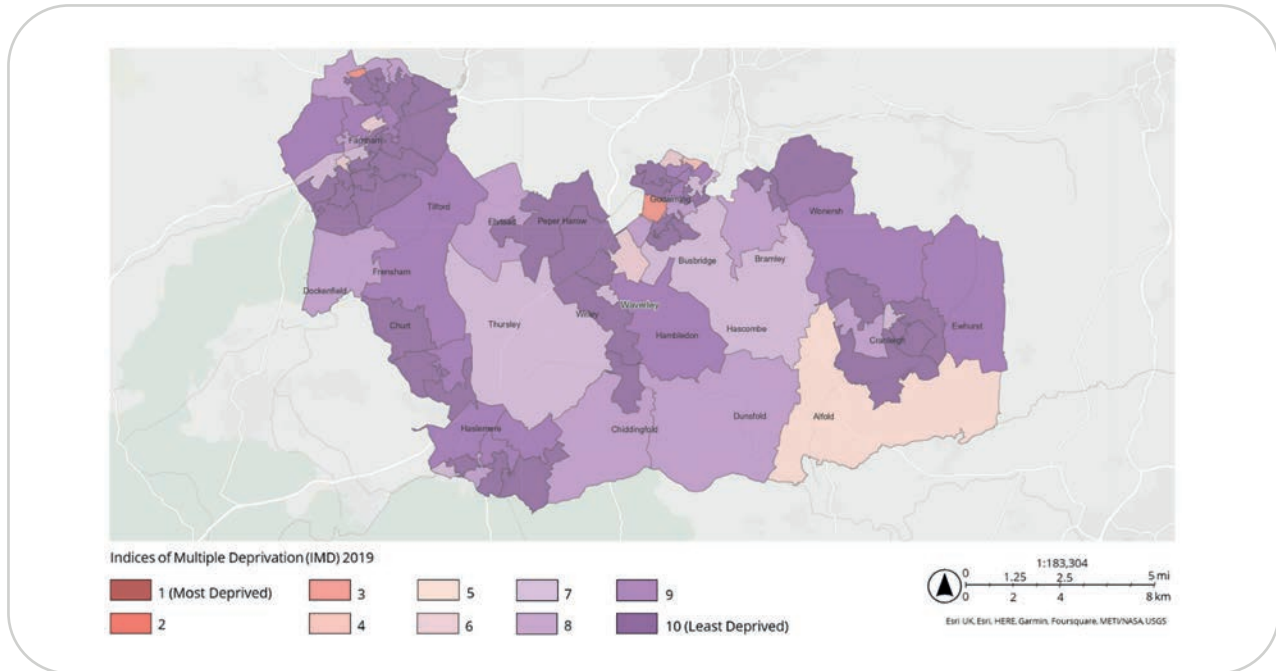 Farnham
Tilford
Elstead
Peper Harow
Godalming
Wonersh
Busbridge
Bramley
Frensham
Dockenfield
Waverley
Witley
Thursley
Churt
Hambledon
Hascombe
Ewhurst
Cranleigh
Haslemere
Chiddingfold
Dunsfold
Alfold
Indices of Multiple Deprivation (IMD) 2019
1 (Most Deprived)
2
3
4
5
6
7
8
9
10 (Least Deprived)
1:183,304
0 1.25 2.5 5 mi
0 2 4 8 km
Esri UK, Esri, HERE, Garmin, Foursquare, METI/NASA, USGS